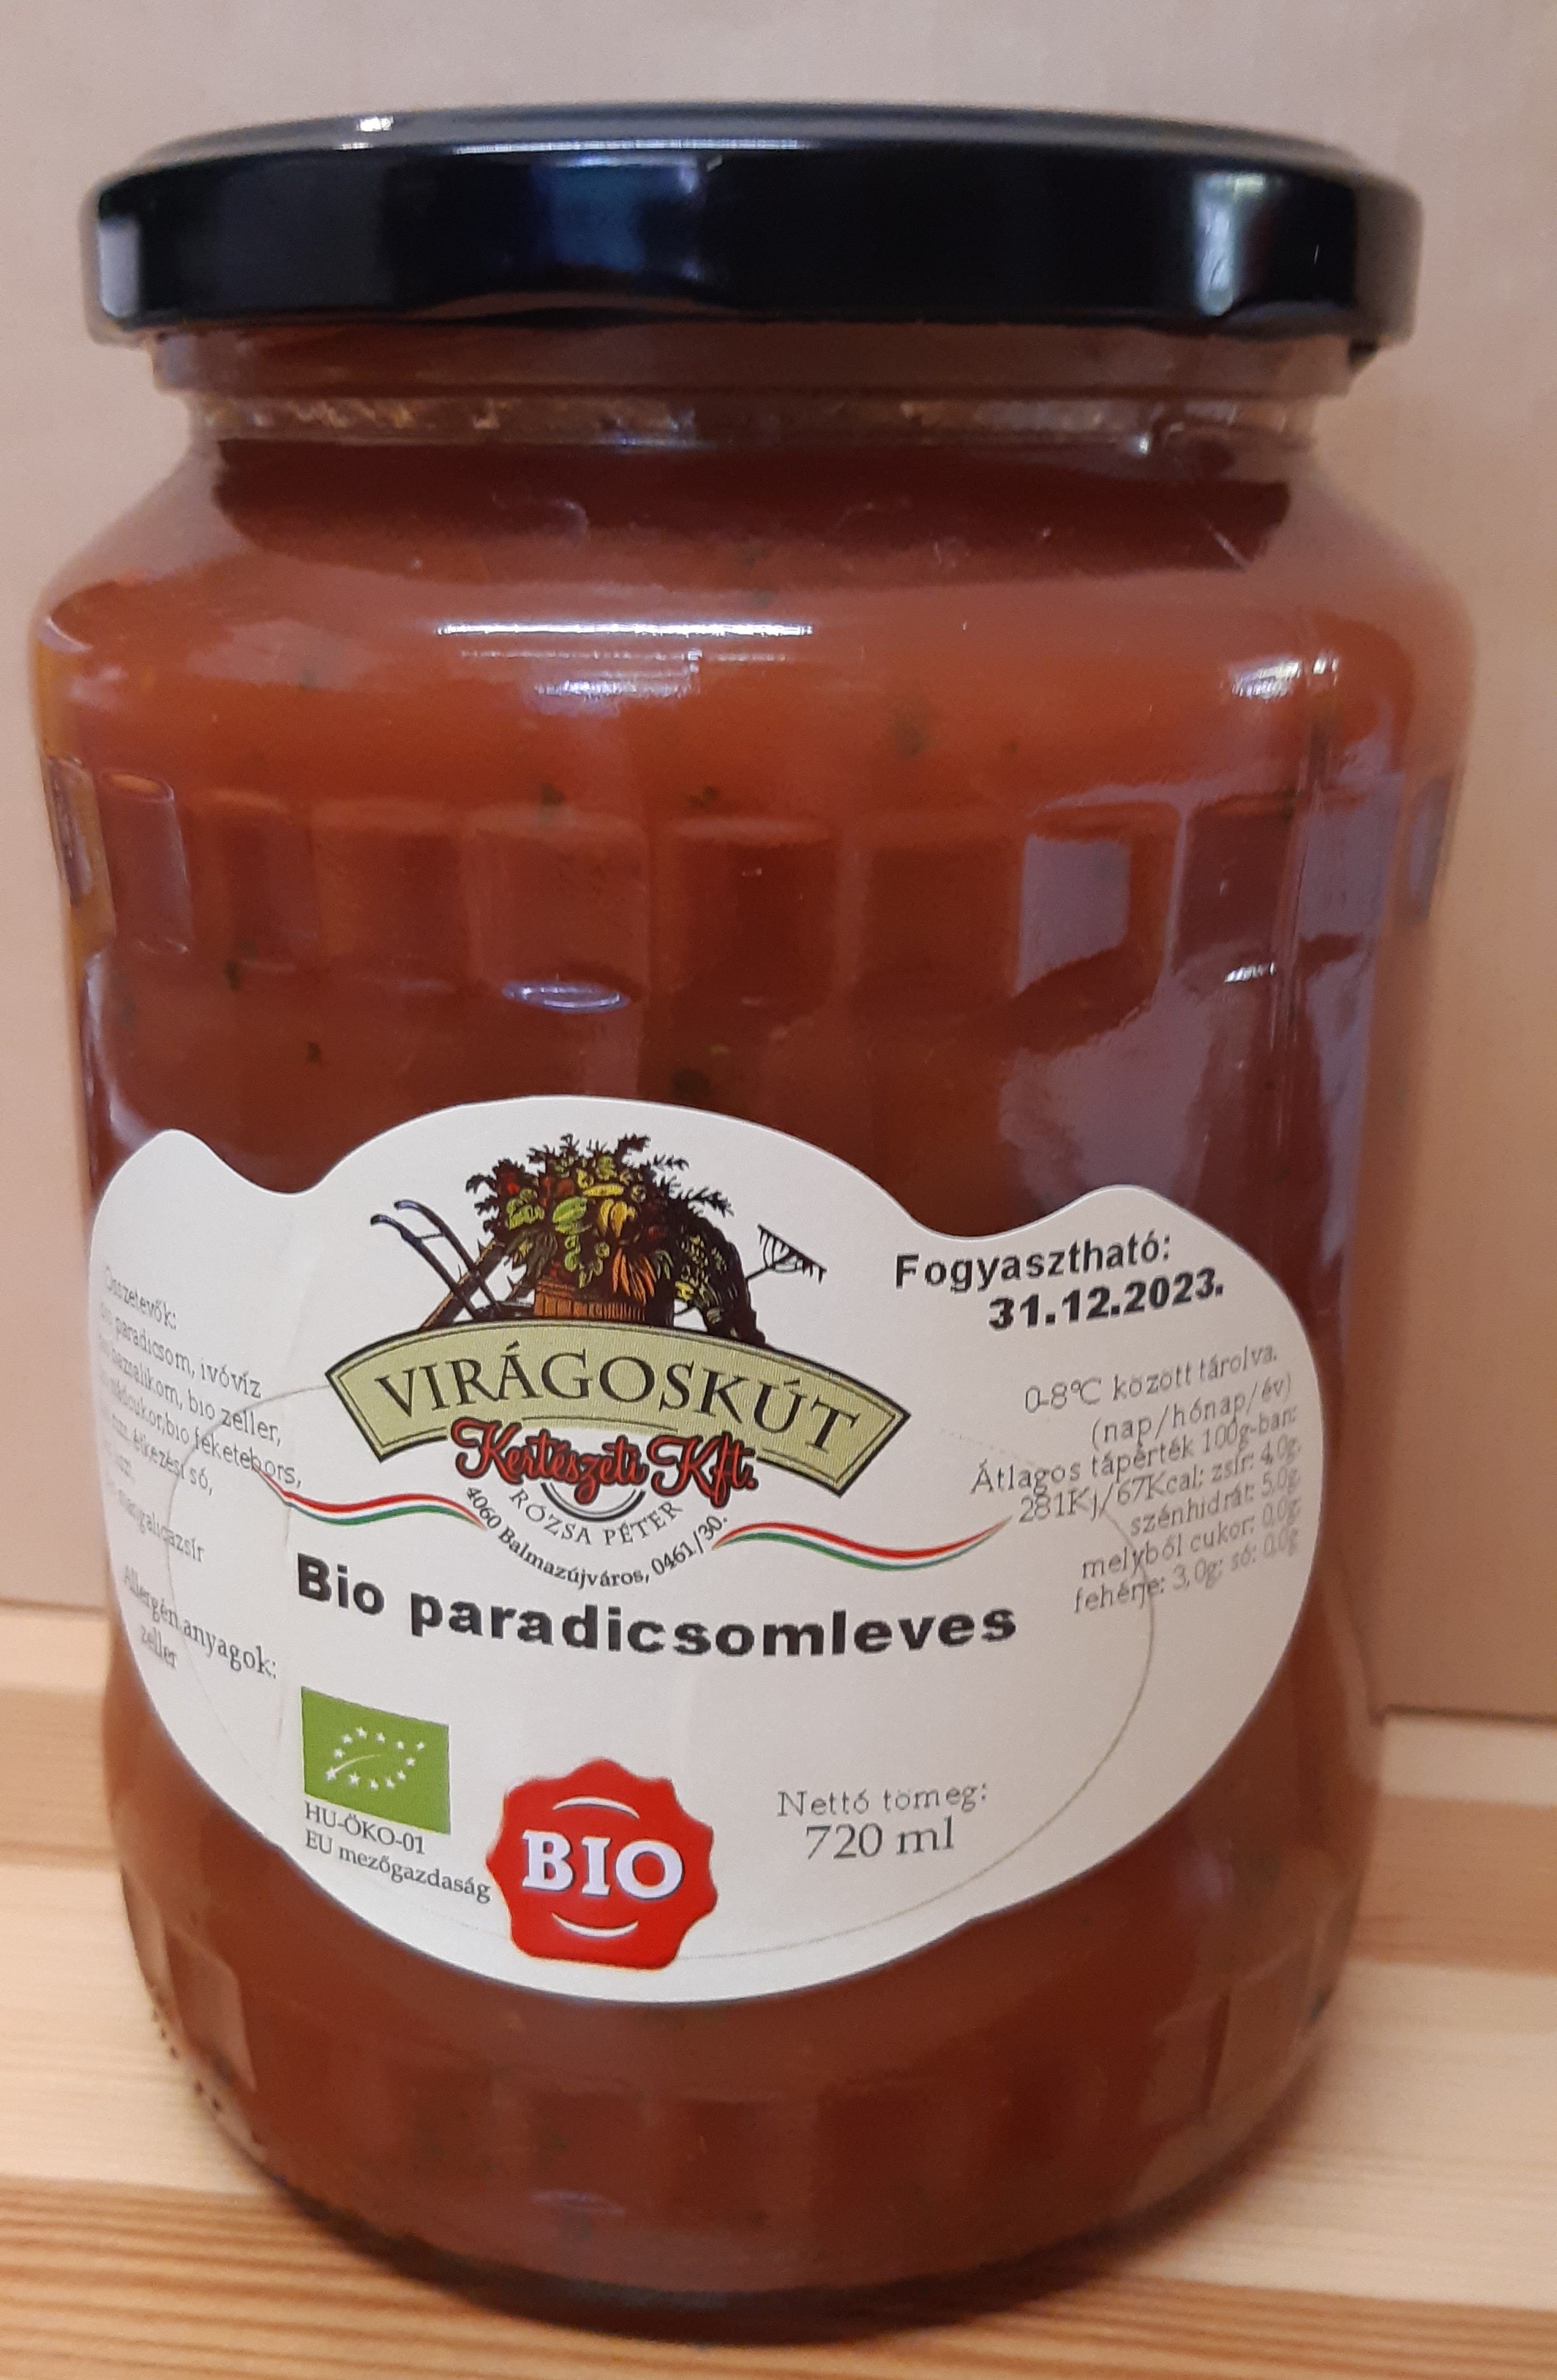 VIRÁGOSKÚT
Kertészeti Kft.
RÓZSA PÉTER
4060 Balmazújváros, 0461/30.
Bio paradicsomleves
Összetevők:
paradicsom, ivóvíz
bazsalikom, bio zeller,
nádcukor,bio feketebors,
étkezési só,
mangalicazsír
Allergén anyagok:
zeller
Fogyasztható:
31.12.2023.
0-8°C között tárolva.
(nap/hónap/év)
Átlagos tápérték 100g-ban:
281Kj/67Kcal; zsír: 4,0g,
szénhidrát: 5,0g,
melyből cukor: 0,0g;
fehérje: 3,0g; só: 0,0g
HU-ÖKO-01
EU mezőgazdaság
BIO
Nettó tömeg:
720 ml